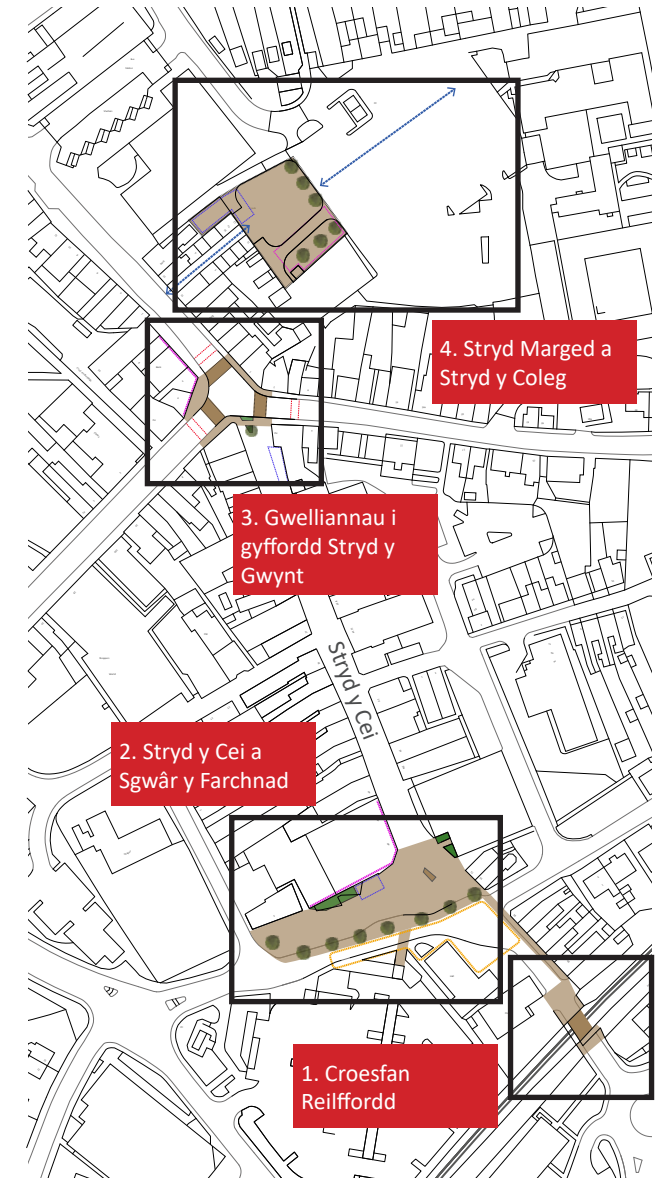 4. Stryd Marged a
Stryd y Coleg
3. Gwelliannau i
gyffordd Stryd y
Gwynt
Stryd y Cei
2. Stryd y Cei a
Sgwâr y Farchnad
1. Croesfan
Reilffordd